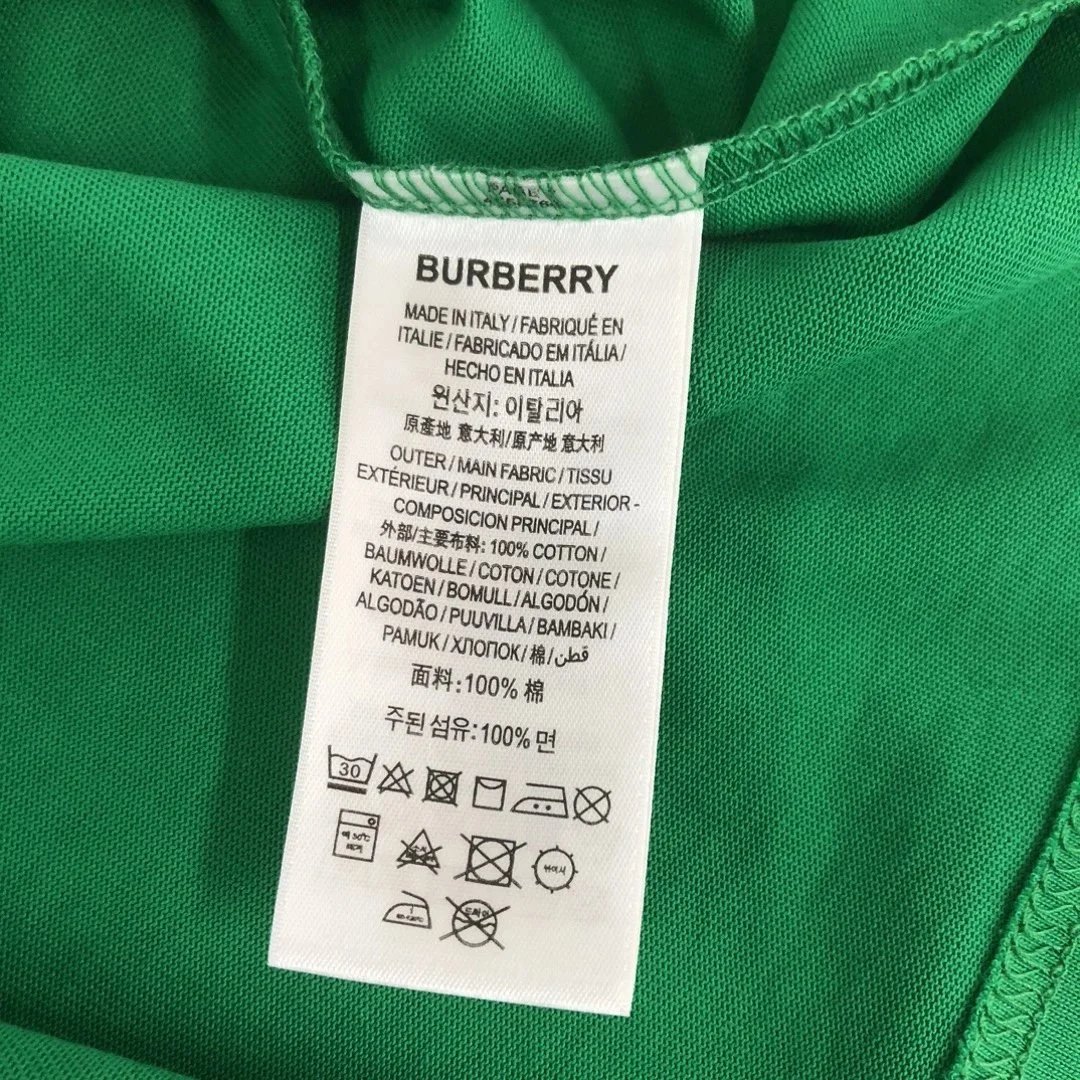 BURBERRY
MADE IN ITALY / FABRIQUÉ EN
ITALIE / FABRICADO EM ITÁLIA /
HECHO EN ITALIA
원산지: 이탈리아
原產地 意大利/原产地 意大利
OUTER / MAIN FABRIC / TISSU
EXTÉRIEUR / PRINCIPAL / EXTERIOR -
COMPOSICION PRINCIPAL /
外部/主要布料: 100% COTTON /
BAUMWOLLE / COTON / COTONE /
KATOEN / BOMULL / ALGODÓN /
ALGODÃO / PUUVILLA / BAMBAKI /
PAMUK / ХЛОПОК / 棉 / قطن
面料:100% 棉
주된 섬유:100% 면
30